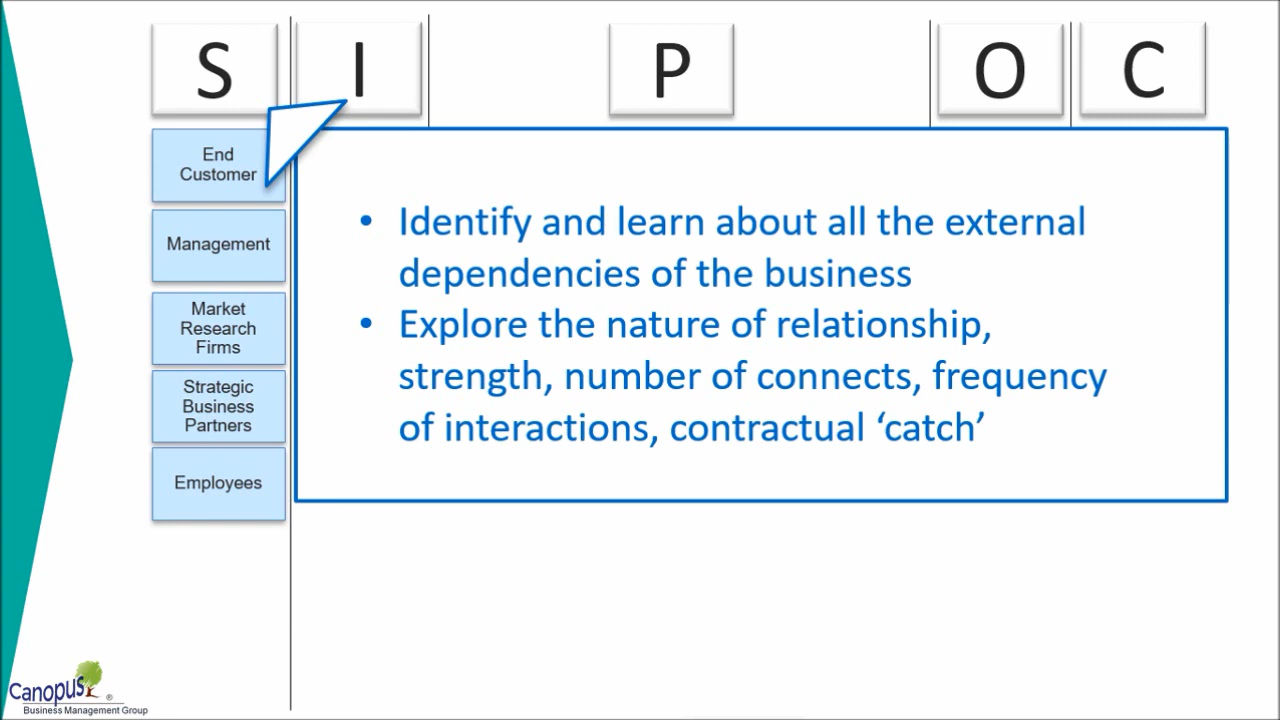 S
I
P
O
C
End
Customer
Management
Market
Research
Firms
Strategic
Business
Partners
Employees
• Identify and learn about all the external
dependencies of the business
• Explore the nature of relationship,
strength, number of connects, frequency
of interactions, contractual ‘catch’
Canopus ®
Business Management Group